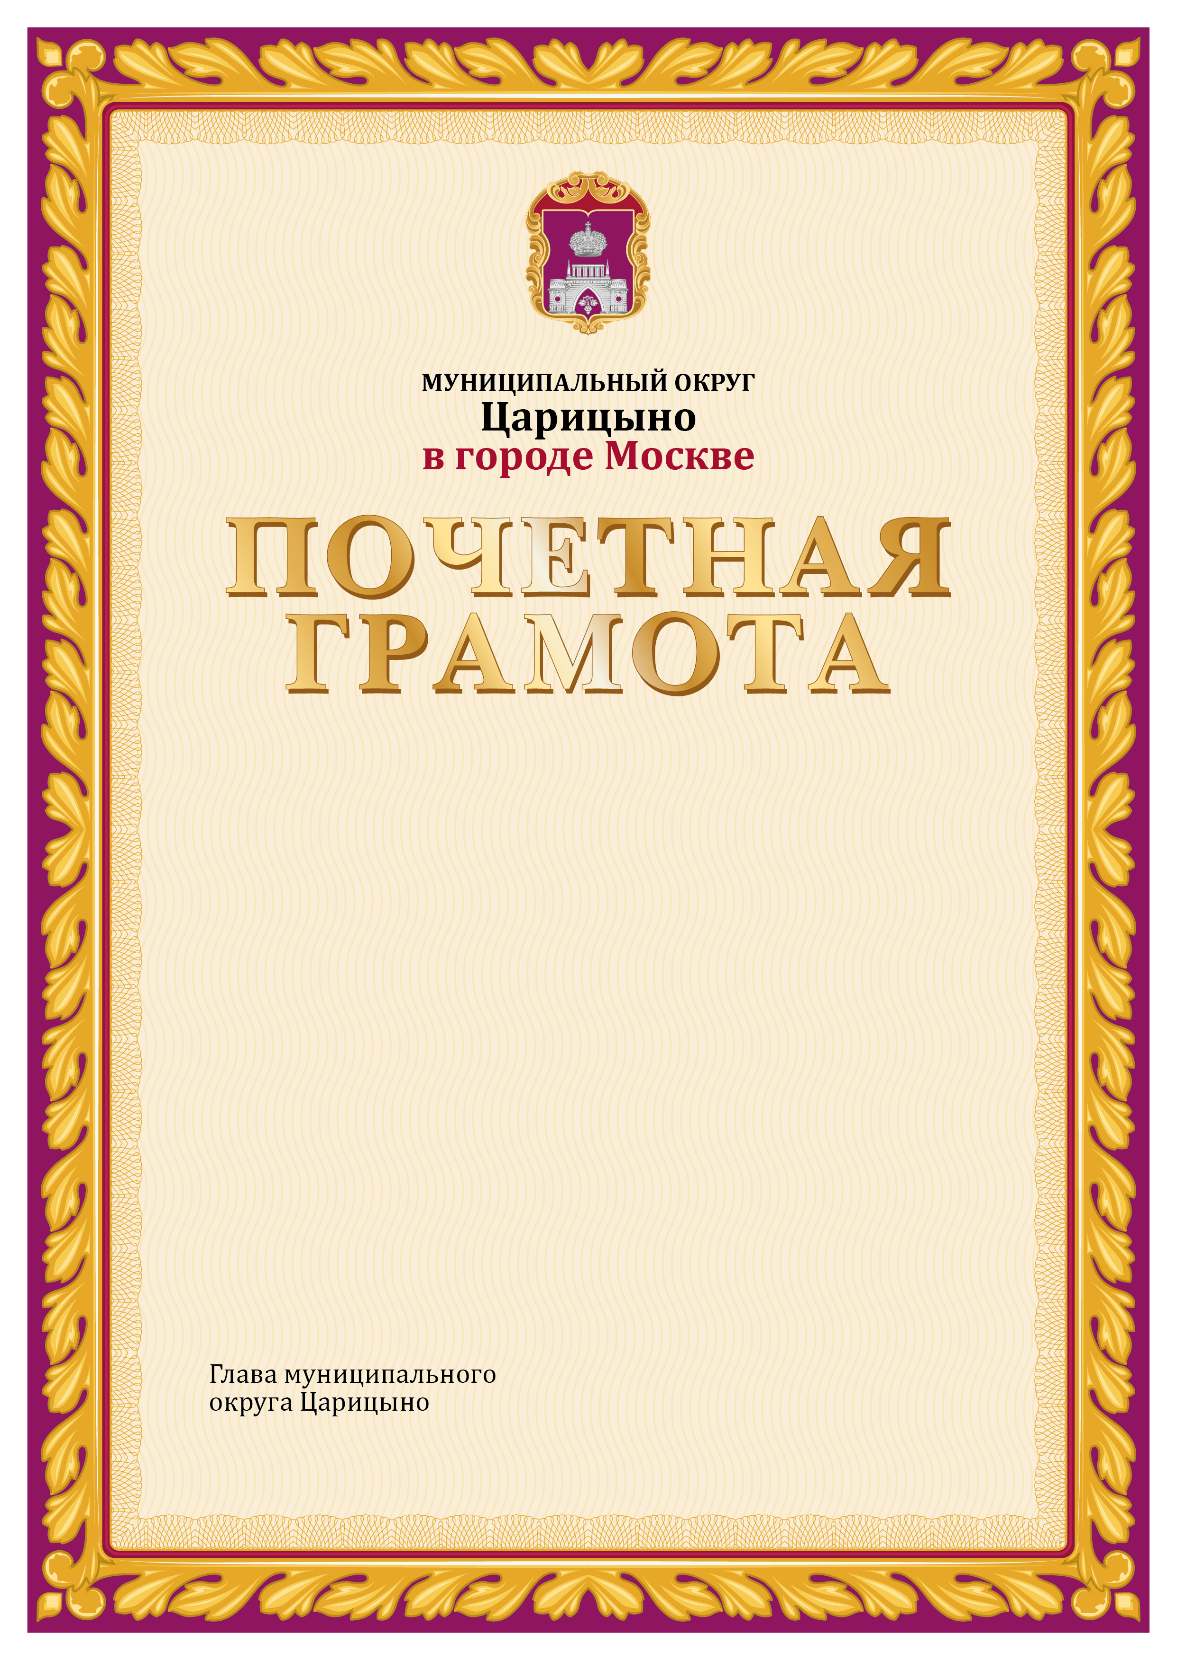 МУНИЦИПАЛЬНЫЙ ОКРУГ
Царицыно
в городе Москве
ПОЧЕТНАЯ
ГРАМОТА
Глава муниципального
округа Царицыно